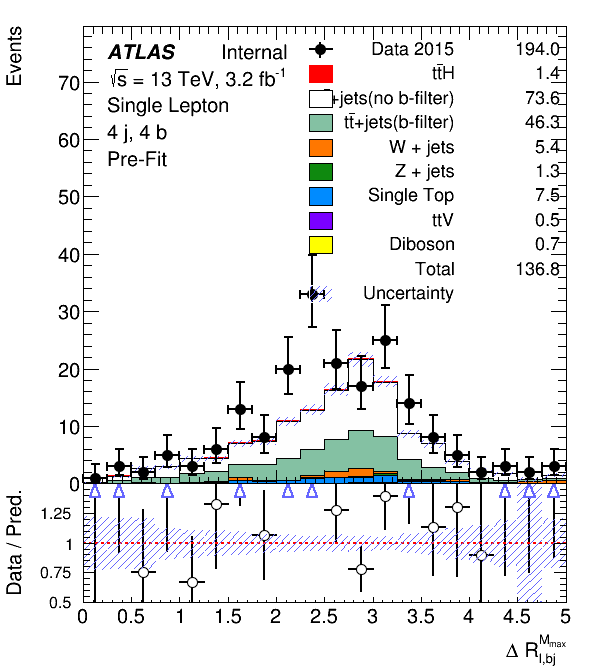 Events
ATLAS Internal
√s = 13 TeV, 3.2 fb⁻¹
Single Lepton
4 j, 4 b
Pre-Fit
Data 2015 194.0
tt̄H 1.4
+jets(no b-filter) 73.6
tt̄+jets(b-filter) 46.3
W + jets 5.4
Z + jets 1.3
Single Top 7.5
ttV 0.5
Diboson 0.7
Total 136.8
Uncertainty
70
60
50
40
30
20
10
0
Data / Pred.
1.25
1
0.75
0.5
0 0.5 1 1.5 2 2.5 3 3.5 4 4.5 5
Δ R_{l,bj}^{M_{max}}